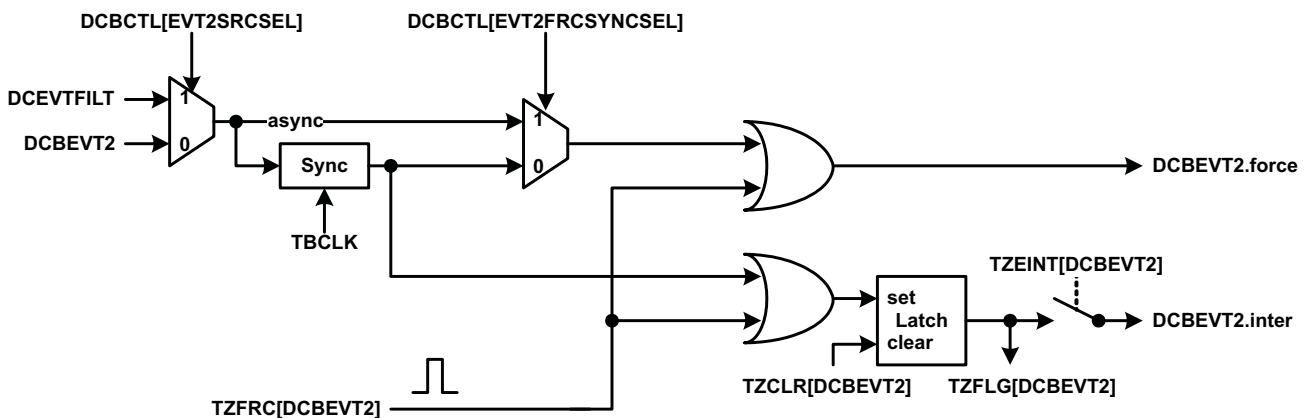 DCBCTL[EVT2SRCSEL] DCBCTL[EVT2FRCSYNCSEL]
DCEVTFILT
1
async
1
DCBEVT2
0
Sync
0
DCBEVT2.force
TBCLK
TZEINT[DCBEVT2]
set
Latch
clear
DCBEVT2.inter
TZCLR[DCBEVT2]
TZFLG[DCBEVT2]
TZFRC[DCBEVT2]